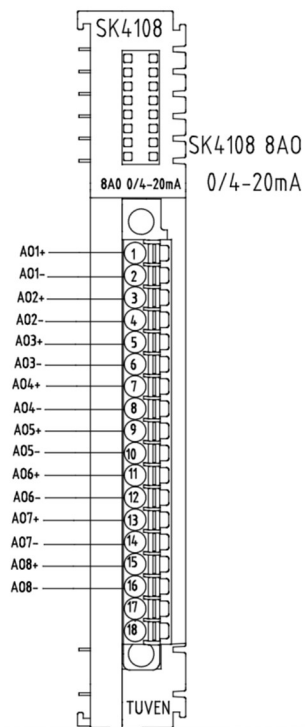 SK4108
SK4108 8AO
0/4-20mA
8AO 0/4-20mA
AO1+ 1
AO1- 2
AO2+ 3
AO2- 4
AO3+ 5
AO3- 6
AO4+ 7
AO4- 8
AO5+ 9
AO5- 10
AO6+ 11
AO6- 12
AO7+ 13
AO7- 14
AO8+ 15
AO8- 16
17
18
TUVEN